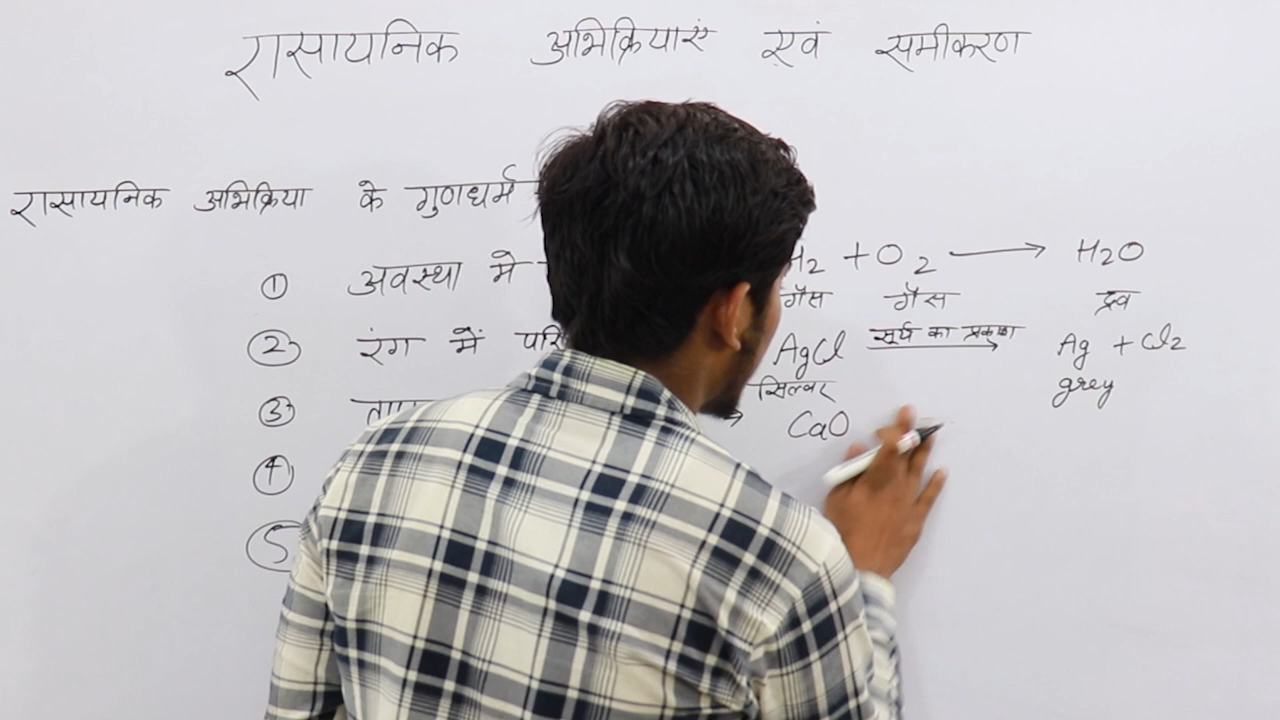 रासायनिक अभिक्रियाएं एवं समीकरण
रासायनिक अभिक्रिया के गुणधर्म
① अवस्था में H2 + O2 ⟶ H2O
गैस गैस द्रव
② रंग में परि AgCl सूर्य का प्रकाश ⟶ Ag + Cl2
सिल्वर grey
③ → CaO
④
⑤